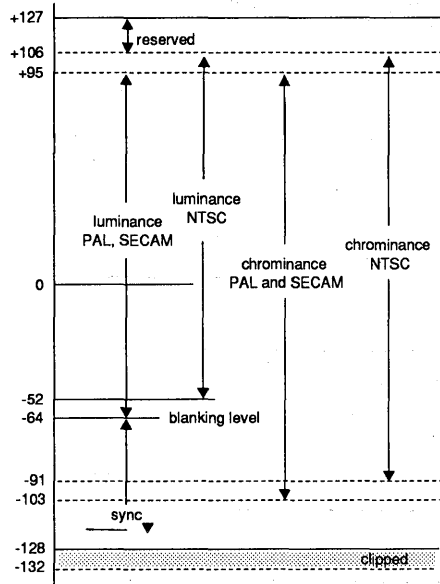 +127
reserved
+106
+95
luminance
NTSC
luminance
PAL, SECAM
chrominance
NTSC
chrominance
PAL and SECAM
0
-52
-64
blanking level
-91
-103
sync
-128
clipped
-132